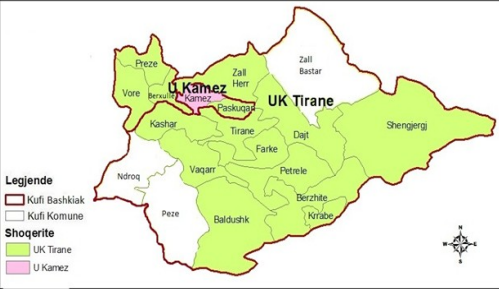 Preze
Zall
Bastar
Zall
Herr
U Kamez
Vore
Berxulle
Kamez
Paskuqan
UK Tirane
Kashar
Tirane
Dajt
Shengjergj
Farke
Ndroq
Vaqarr
Petrele
Berzhite
Peze
Baldushk
Krrabe
Legjende
Kufi Bashkiak
Kufi Komune
Shoqerite
UK Tirane
U Kamez
N
W
E
S